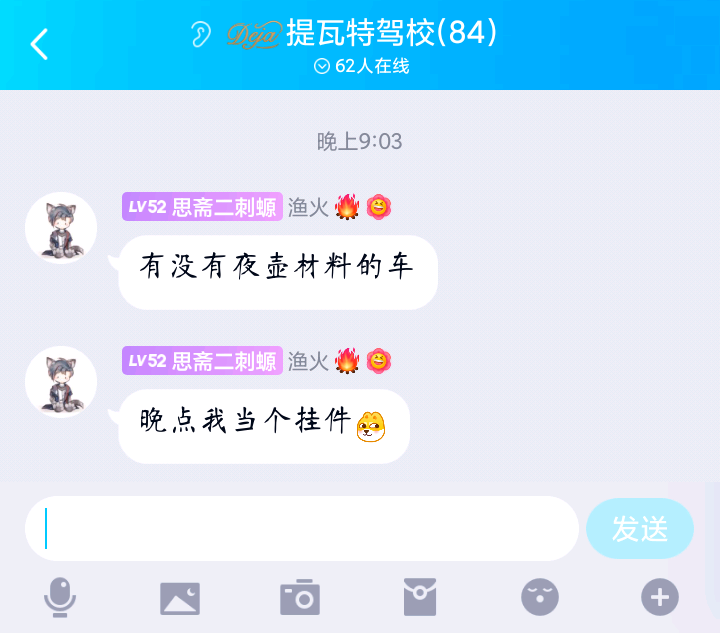 Deja 提瓦特驾校(84)
62人在线
晚上9:03
LV52 思斋二刺螈 渔火
有没有夜壶材料的车
LV52 思斋二刺螈 渔火
晚点我当个挂件
发送